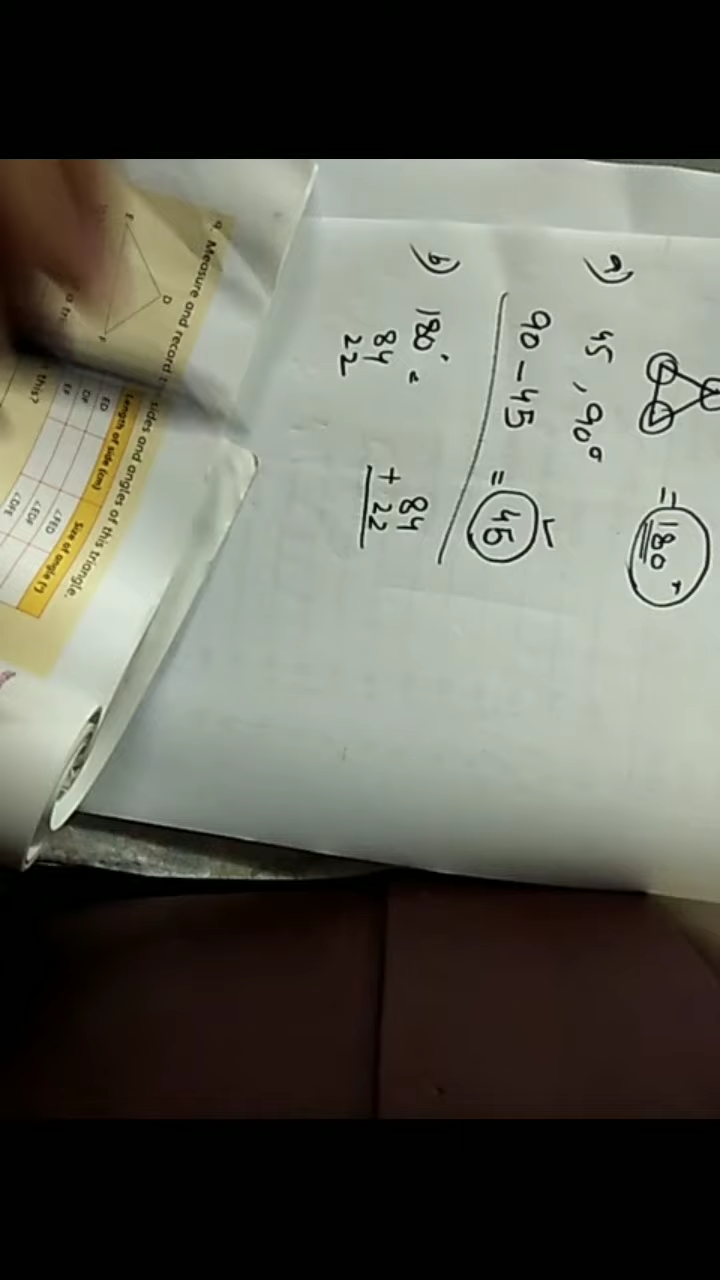 = 180°
a) 45, 90°
90 - 45 = 45
b) 180° =
84
22
84
+ 22
a. Measure and record sides and angles of this triangle.
D
E
F
Length of side (cm)
Size of angle (°)
ED
∠FED
DF
∠EDF
EF
∠DFE
this?